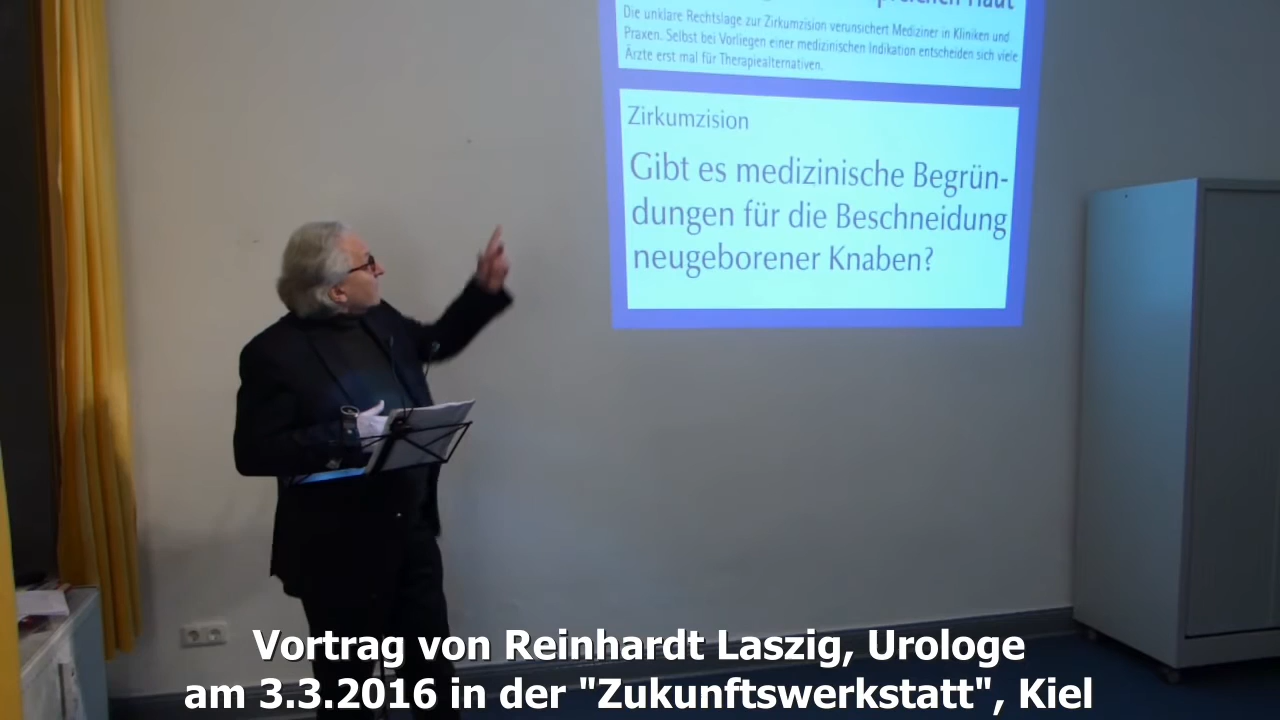 Haut
Die unklare Rechtslage zur Zirkumzision verunsichert Mediziner in Kliniken und
Praxen. Selbst bei Vorliegen einer medizinischen Indikation entscheiden sich viele
Ärzte erst mal für Therapiealternativen.
Zirkumzision
Gibt es medizinische Begrün-
dungen für die Beschneidung
neugeborener Knaben?
Vortrag von Reinhardt Laszig, Urologe
am 3.3.2016 in der "Zukunftswerkstatt", Kiel